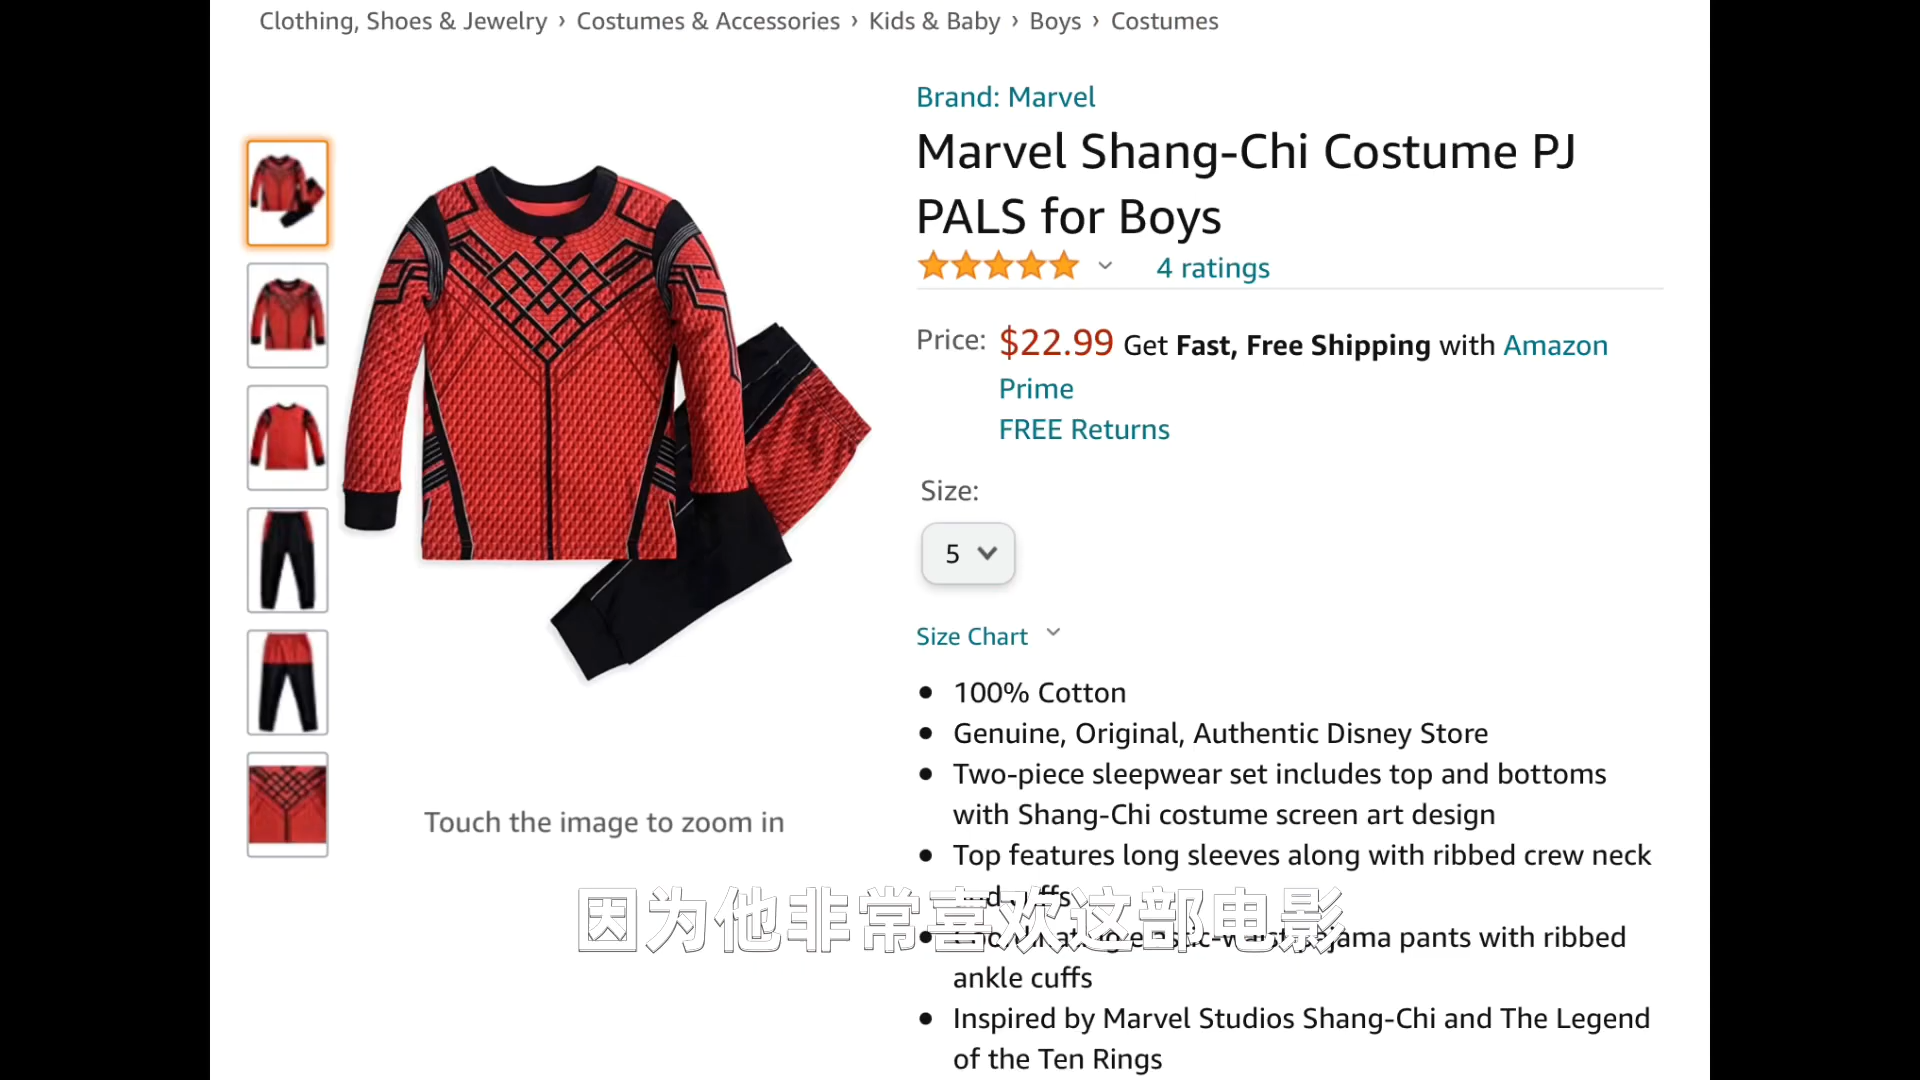 Clothing, Shoes & Jewelry › Costumes & Accessories › Kids & Baby › Boys › Costumes
Brand: Marvel
Marvel Shang-Chi Costume PJ
PALS for Boys
4 ratings
Price: $22.99 Get Fast, Free Shipping with Amazon
Prime
FREE Returns
Size:
5
Size Chart
• 100% Cotton
• Genuine, Original, Authentic Disney Store
• Two-piece sleepwear set includes top and bottoms
with Shang-Chi costume screen art design
• Top features long sleeves along with ribbed crew neck
and cuffs
• pajama pants with ribbed
ankle cuffs
• Inspired by Marvel Studios Shang-Chi and The Legend
of the Ten Rings
Touch the image to zoom in
因为他非常喜欢这部电影